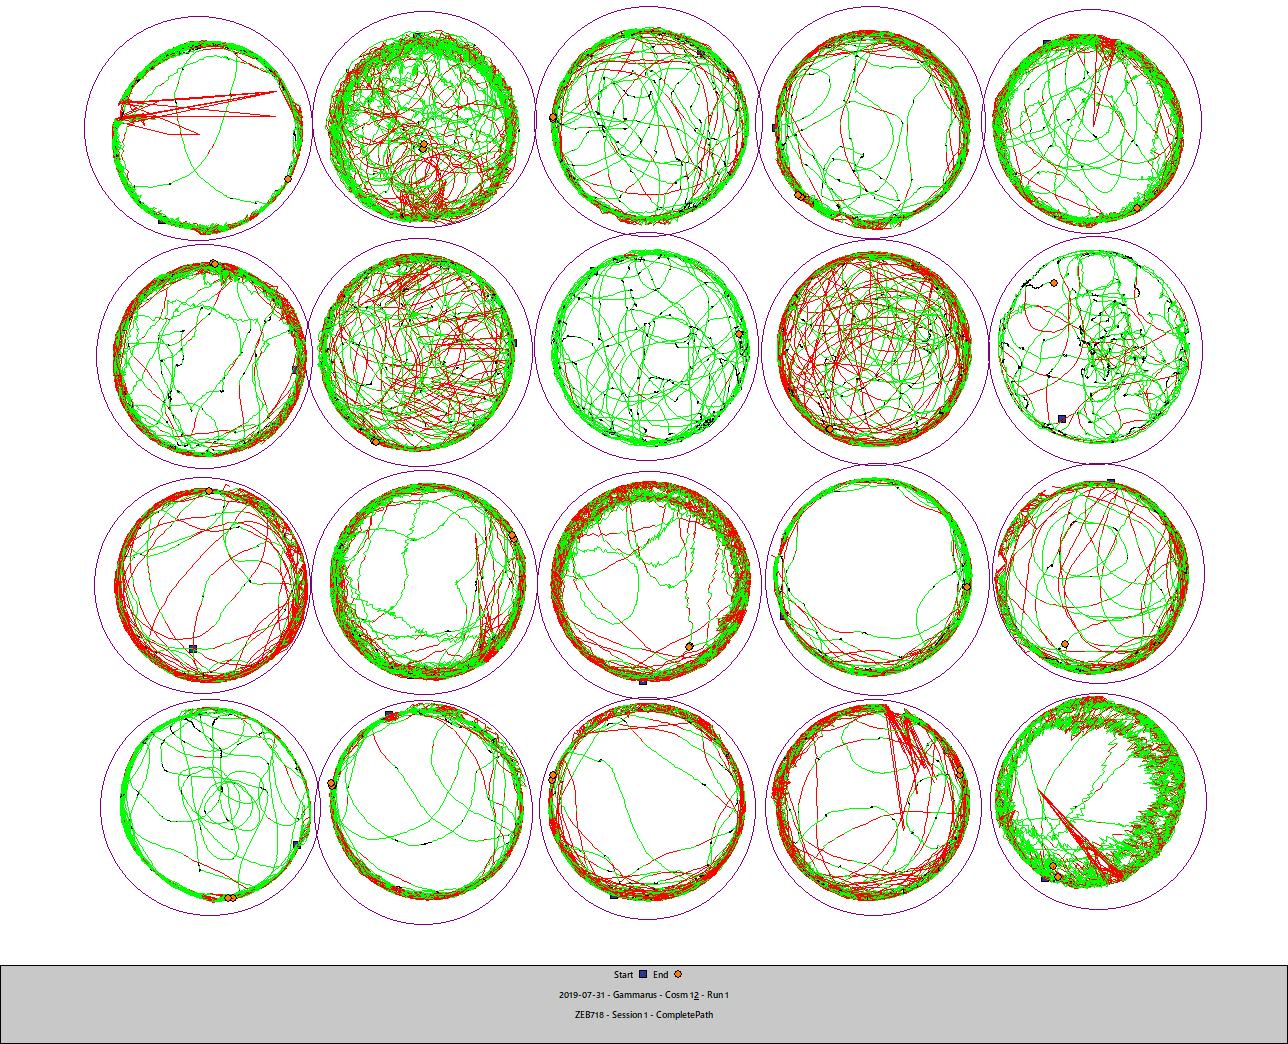 Start End
2019-07-31 - Gammarus - Cosm 12 - Run 1
ZEB718 - Session 1 - CompletePath